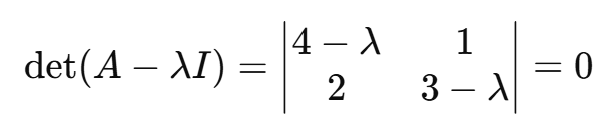 det(A − λI) = | 4 − λ 1 | = 0
| 2 3 − λ |